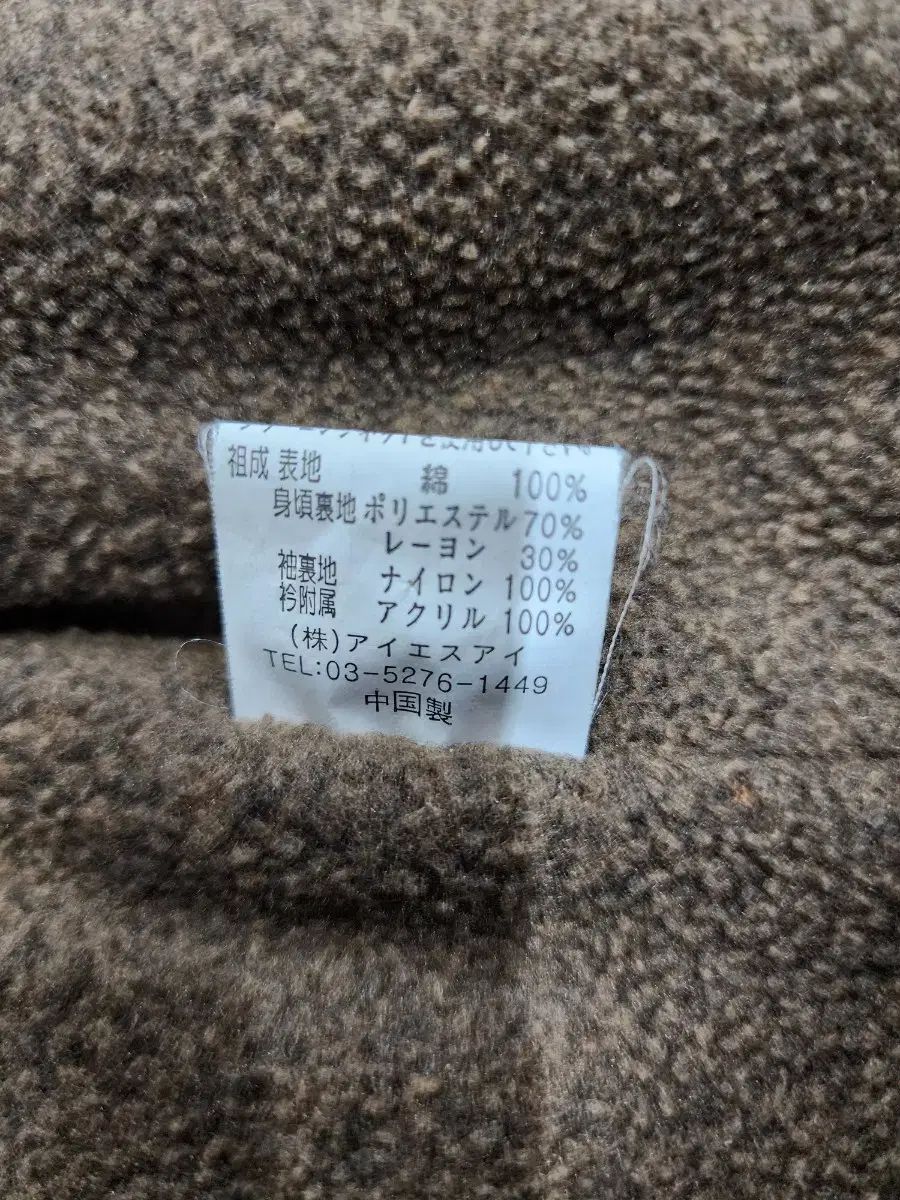 祖成 表地 綿 100%
身頃裏地 ポリエステル 70%
レーヨン 30%
袖裏地 ナイロン 100%
衿附属 アクリル 100%
(株)アイエスアイ
TEL:03-5276-1449
中国製